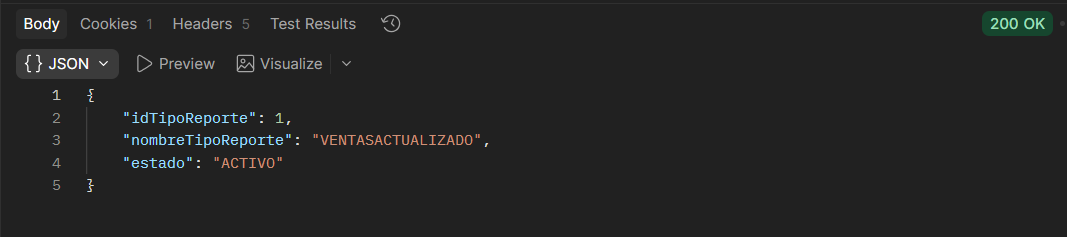 Body Cookies 1 Headers 5 Test Results 200 OK
{} JSON Preview Visualize
1 {
2 "idTipoReporte": 1,
3 "nombreTipoReporte": "VENTASACTUALIZADO",
4 "estado": "ACTIVO"
5 }